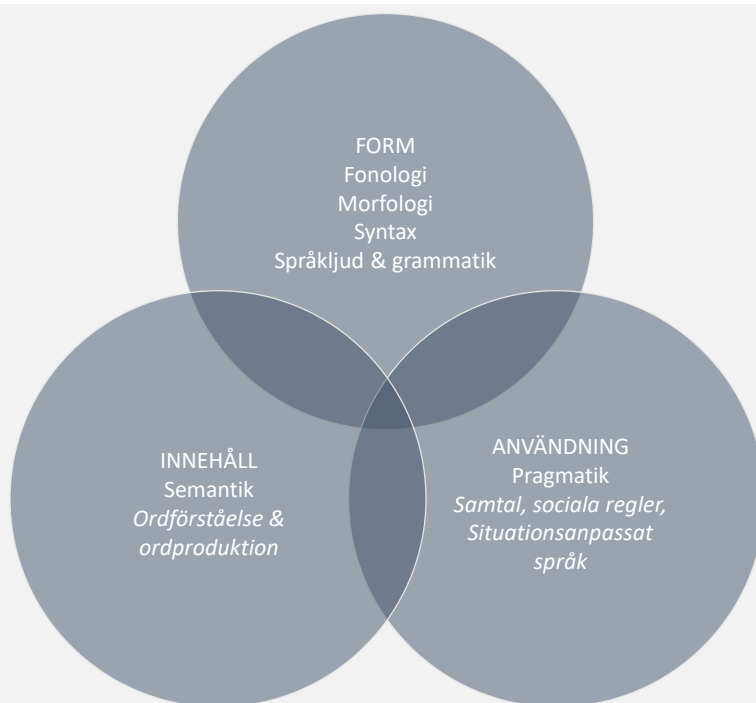 FORM
Fonologi
Morfologi
Syntax
Språkljud & grammatik
INNEHÅLL
Semantik
Ordförståelse &
ordproduktion
ANVÄNDNING
Pragmatik
Samtal, sociala regler,
Situationsanpassat
språk